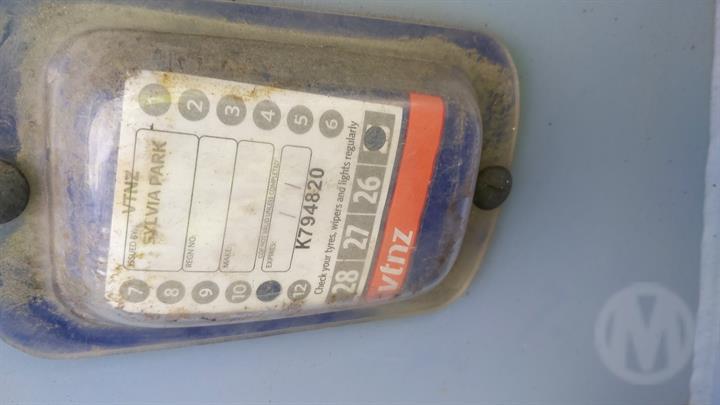 1
2
3
4
5
6
ISSUED BY: VTNZ
SYLVIA PARK
REGN NO:
MAKE:
EXPIRES: / /
K794820
7
8
9
10
12
Check your tyres, wipers and lights regularly
28 27 26
vtnz
M